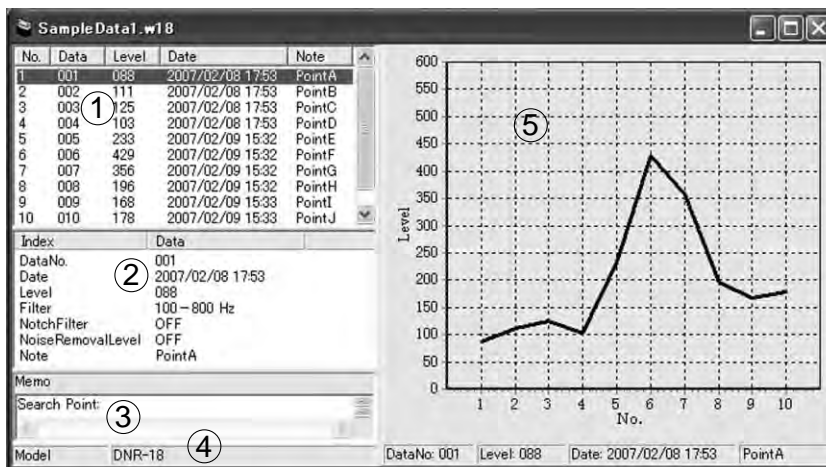 SampleData1.w18
No. Data Level Date Note
1 001 088 2007/02/08 17:53 PointA
2 002 111 2007/02/08 17:53 PointB
3 003 125 2007/02/08 17:53 PointC
4 004 103 2007/02/08 17:53 PointD
5 005 233 2007/02/09 15:32 PointE
6 006 429 2007/02/09 15:32 PointF
7 007 356 2007/02/09 15:32 PointG
8 008 196 2007/02/09 15:32 PointH
9 009 168 2007/02/09 15:33 PointI
10 010 178 2007/02/09 15:33 PointJ
①
Index Data
DataNo. 001
Date 2007/02/08 17:53
Level 088
Filter 100-800 Hz
NotchFilter OFF
NoiseRemovalLevel OFF
Note PointA
②
Memo
Search Point:
③
Model DNR-18
④
600
550
500
450
400
350
300
250
200
150
100
50
0
Level
⑤
1 2 3 4 5 6 7 8 9 10
No.
DataNo: 001 Level: 088 Date: 2007/02/08 17:53 PointA